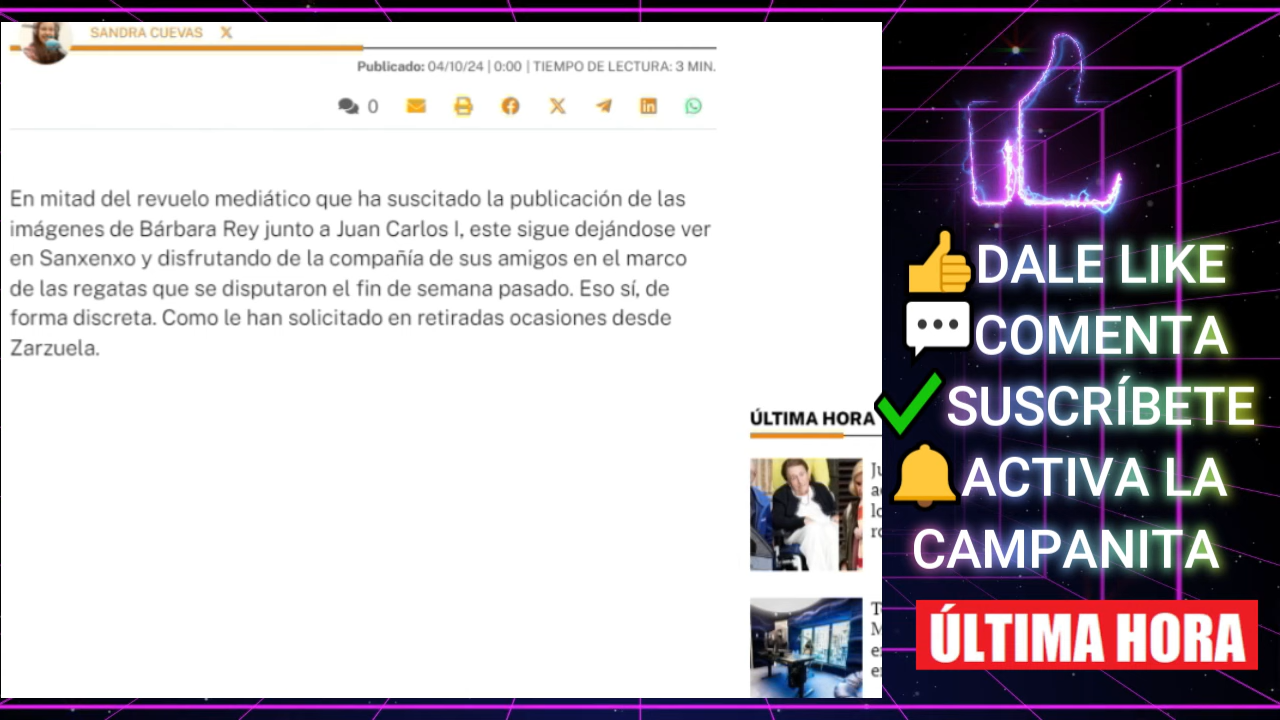 SANDRA CUEVAS
Publicado: 04/10/24 | 0:00 | TIEMPO DE LECTURA: 3 MIN.
0
En mitad del revuelo mediático que ha suscitado la publicación de las
imágenes de Bárbara Rey junto a Juan Carlos I, este sigue dejándose ver
en Sanxenxo y disfrutando de la compañía de sus amigos en el marco
de las regatas que se disputaron el fin de semana pasado. Eso sí, de
forma discreta. Como le han solicitado en retiradas ocasiones desde
Zarzuela.
ÚLTIMA HORA
DALE LIKE
COMENTA
SUSCRÍBETE
ACTIVA LA
CAMPANITA
ÚLTIMA HORA